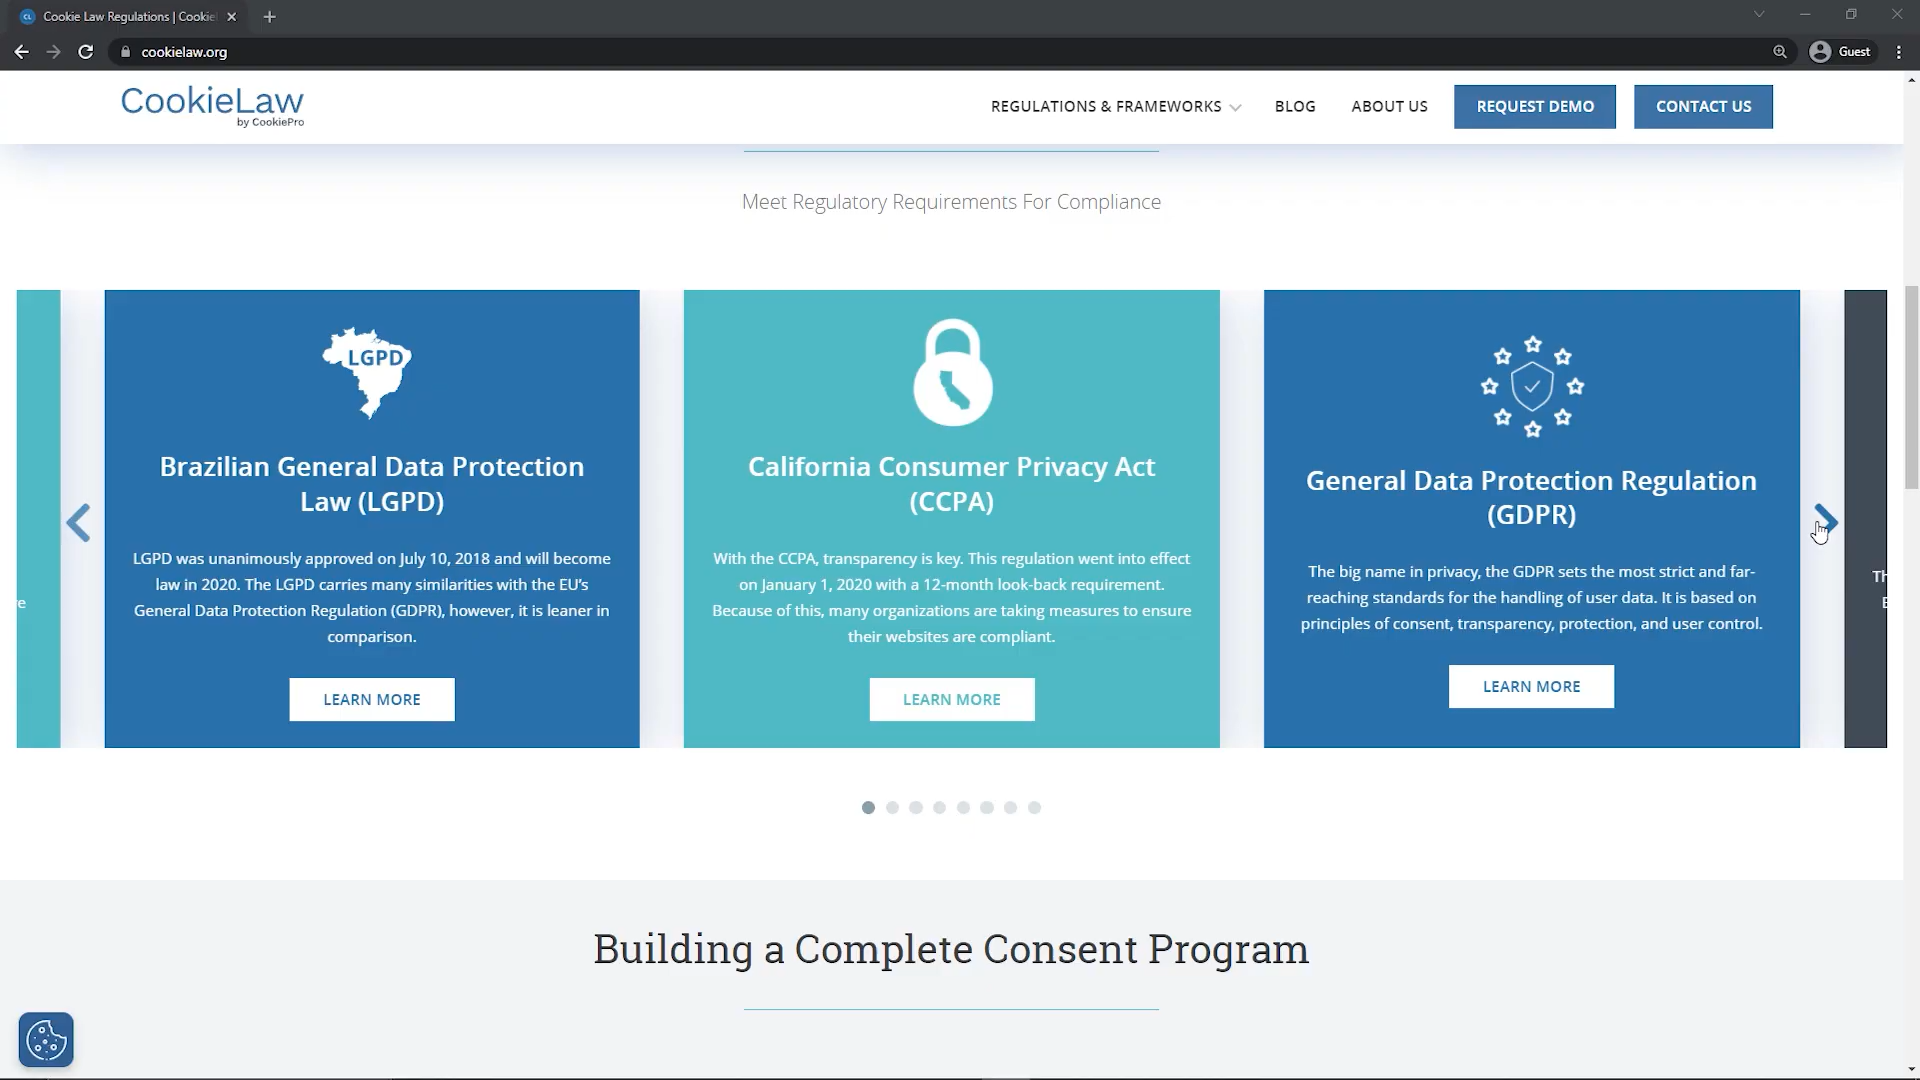 Cookie Law Regulations | Cookie
cookielaw.org
Guest
CookieLaw
by CookiePro
REGULATIONS & FRAMEWORKS
BLOG
ABOUT US
REQUEST DEMO
CONTACT US
Meet Regulatory Requirements For Compliance
LGPD
Brazilian General Data Protection
Law (LGPD)
LGPD was unanimously approved on July 10, 2018 and will become
law in 2020. The LGPD carries many similarities with the EU's
General Data Protection Regulation (GDPR), however, it is leaner in
comparison.
LEARN MORE
California Consumer Privacy Act
(CCPA)
With the CCPA, transparency is key. This regulation went into effect
on January 1, 2020 with a 12-month look-back requirement.
Because of this, many organizations are taking measures to ensure
their websites are compliant.
LEARN MORE
General Data Protection Regulation
(GDPR)
The big name in privacy, the GDPR sets the most strict and far-
reaching standards for the handling of user data. It is based on
principles of consent, transparency, protection, and user control.
LEARN MORE
Building a Complete Consent Program